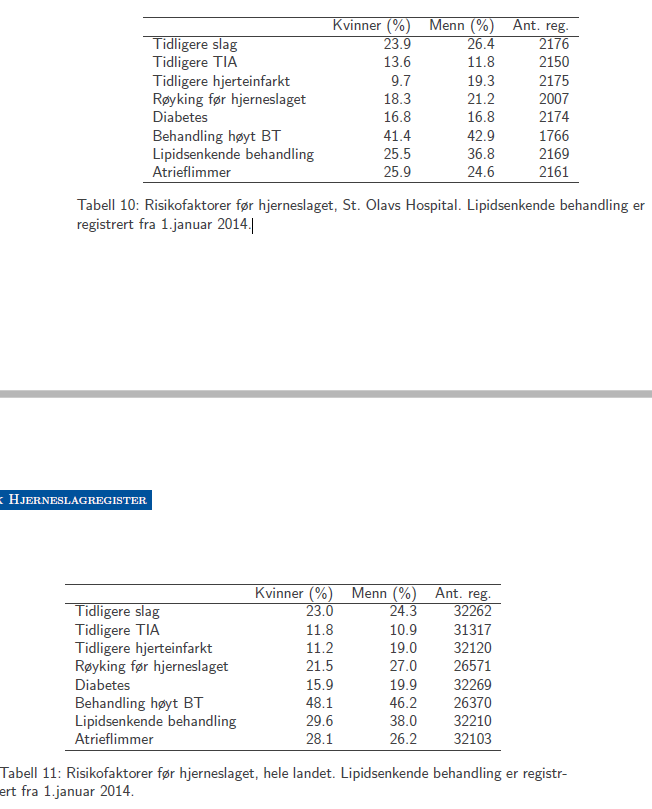 Kvinner (%) Menn (%) Ant. reg.
Tidligere slag 23.9 26.4 2176
Tidligere TIA 13.6 11.8 2150
Tidligere hjerteinfarkt 9.7 19.3 2175
Røyking før hjerneslaget 18.3 21.2 2007
Diabetes 16.8 16.8 2174
Behandling høyt BT 41.4 42.9 1766
Lipidsenkende behandling 25.5 36.8 2169
Atrieflimmer 25.9 24.6 2161
Tabell 10: Risikofaktorer før hjerneslaget, St. Olavs Hospital. Lipidsenkende behandling er
registrert fra 1.januar 2014.
Hjerneslagregister
Kvinner (%) Menn (%) Ant. reg.
Tidligere slag 23.0 24.3 32262
Tidligere TIA 11.8 10.9 31317
Tidligere hjerteinfarkt 11.2 19.0 32120
Røyking før hjerneslaget 21.5 27.0 26571
Diabetes 15.9 19.9 32269
Behandling høyt BT 48.1 46.2 26370
Lipidsenkende behandling 29.6 38.0 32210
Atrieflimmer 28.1 26.2 32103
Tabell 11: Risikofaktorer før hjerneslaget, hele landet. Lipidsenkende behandling er registr-
ert fra 1.januar 2014.